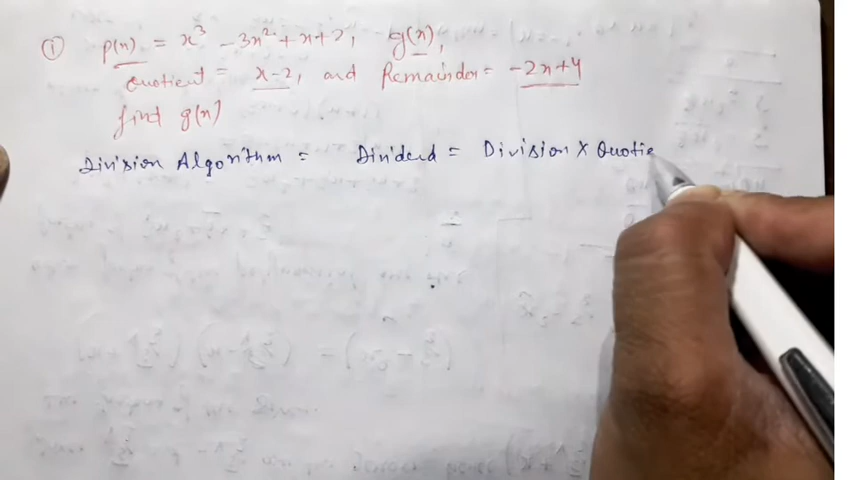 ① p(x) = x³ - 3x² + x + 2, g(x),
Quotient = x-2, and Remainder = -2x+4
find g(x)
Division Algorithm = Dividend = Division × Quotie